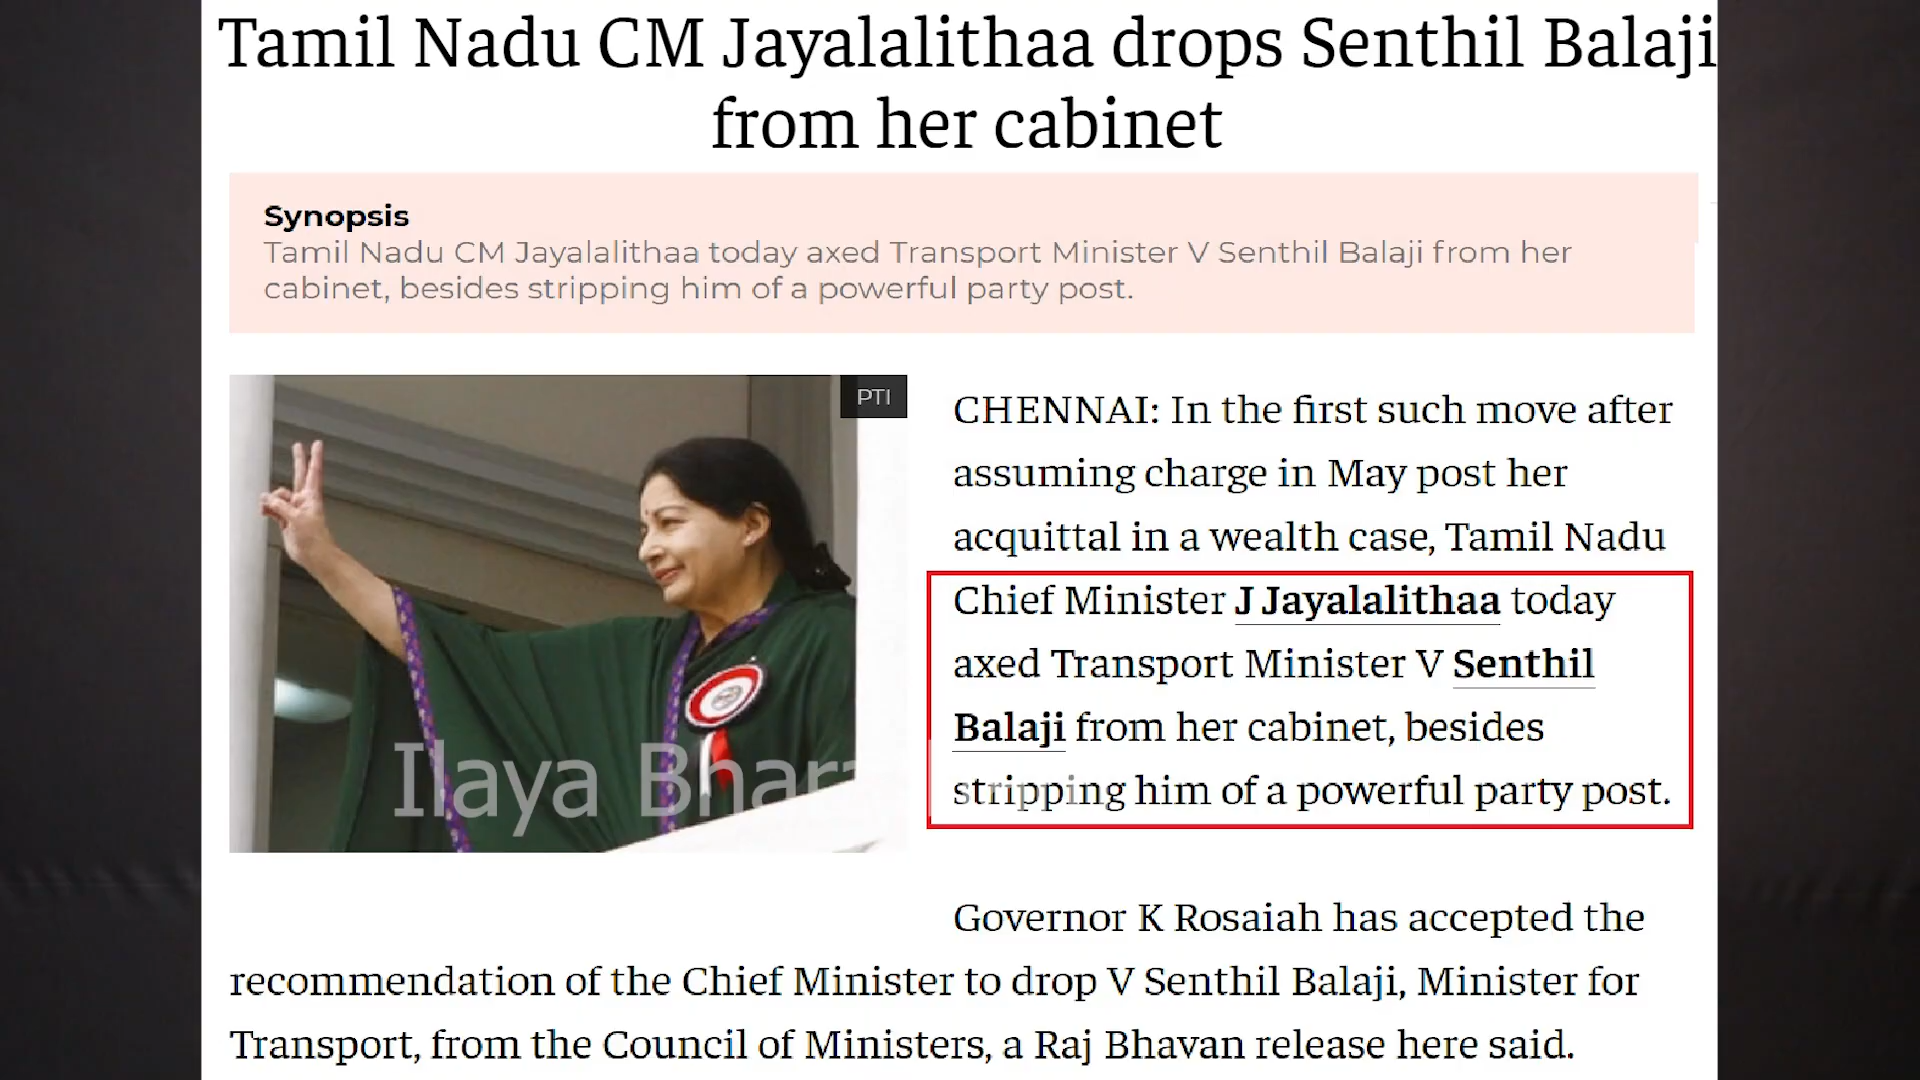 Tamil Nadu CM Jayalalithaa drops Senthil Balaji
from her cabinet
Synopsis
Tamil Nadu CM Jayalalithaa today axed Transport Minister V Senthil Balaji from her
cabinet, besides stripping him of a powerful party post.
PTI
CHENNAI: In the first such move after
assuming charge in May post her
acquittal in a wealth case, Tamil Nadu
Chief Minister J Jayalalithaa today
axed Transport Minister V Senthil
Balaji from her cabinet, besides
stripping him of a powerful party post.
Ilaya Bhara
Governor K Rosaiah has accepted the
recommendation of the Chief Minister to drop V Senthil Balaji, Minister for
Transport, from the Council of Ministers, a Raj Bhavan release here said.